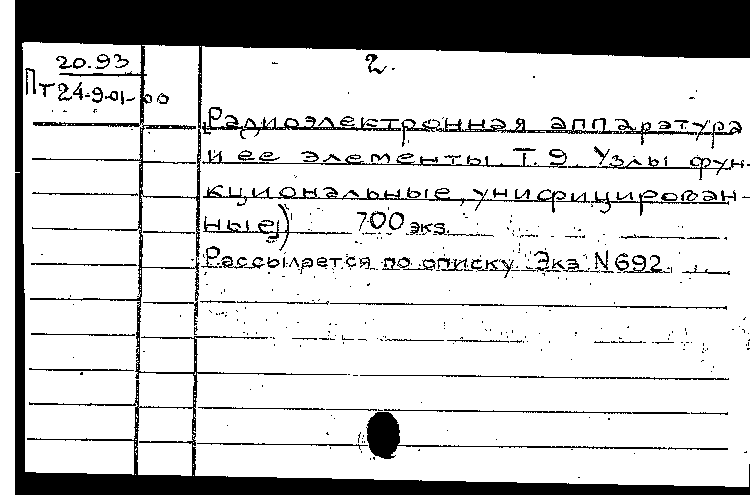 20.93
2.
Пт24-9-01-00
Радиоэлектронная аппаратура
и ее элементы. Т. 9. Узлы фун-
кциональные, унифицирован-
ные) 700 экз.
Рассылается по списку Экз N692